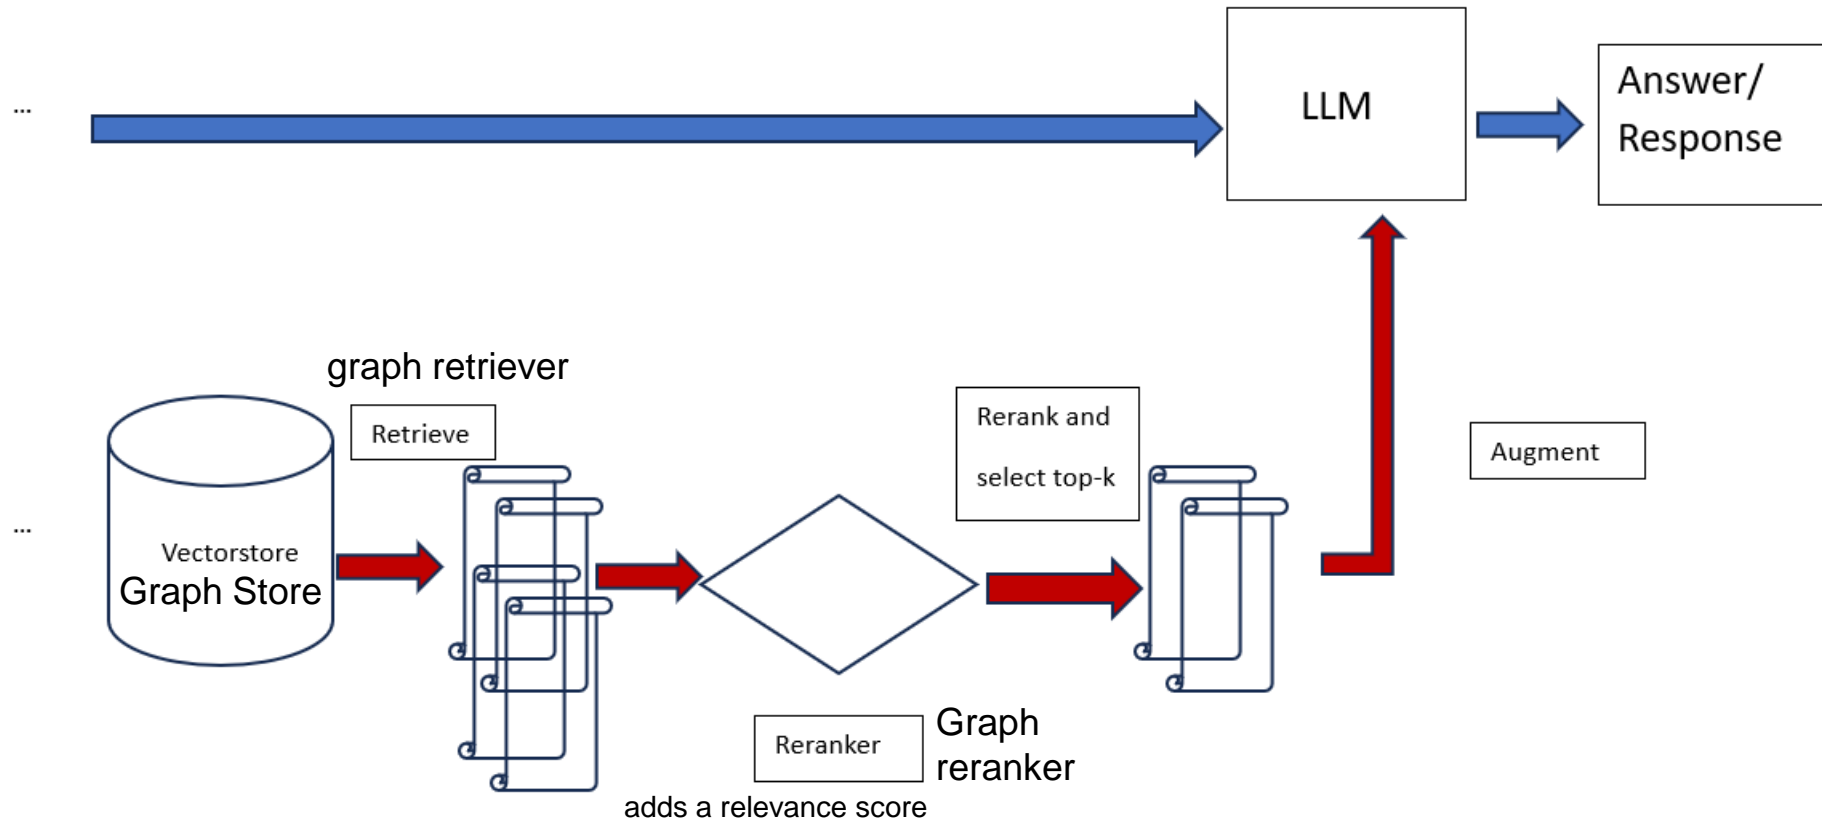 ...
LLM
Answer/
Response
graph retriever
Retrieve
Rerank and
select top-k
Augment
...
Vectorstore
Graph Store
Reranker
Graph
reranker
adds a relevance score